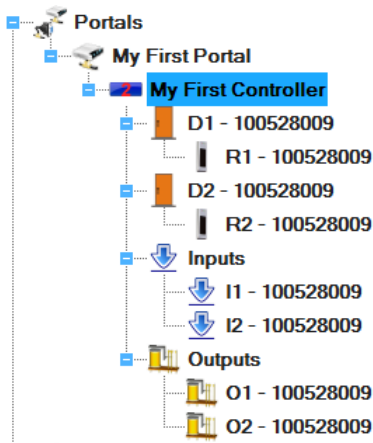 Portals
My First Portal
2 My First Controller
D1 - 100528009
R1 - 100528009
D2 - 100528009
R2 - 100528009
Inputs
I1 - 100528009
I2 - 100528009
Outputs
O1 - 100528009
O2 - 100528009